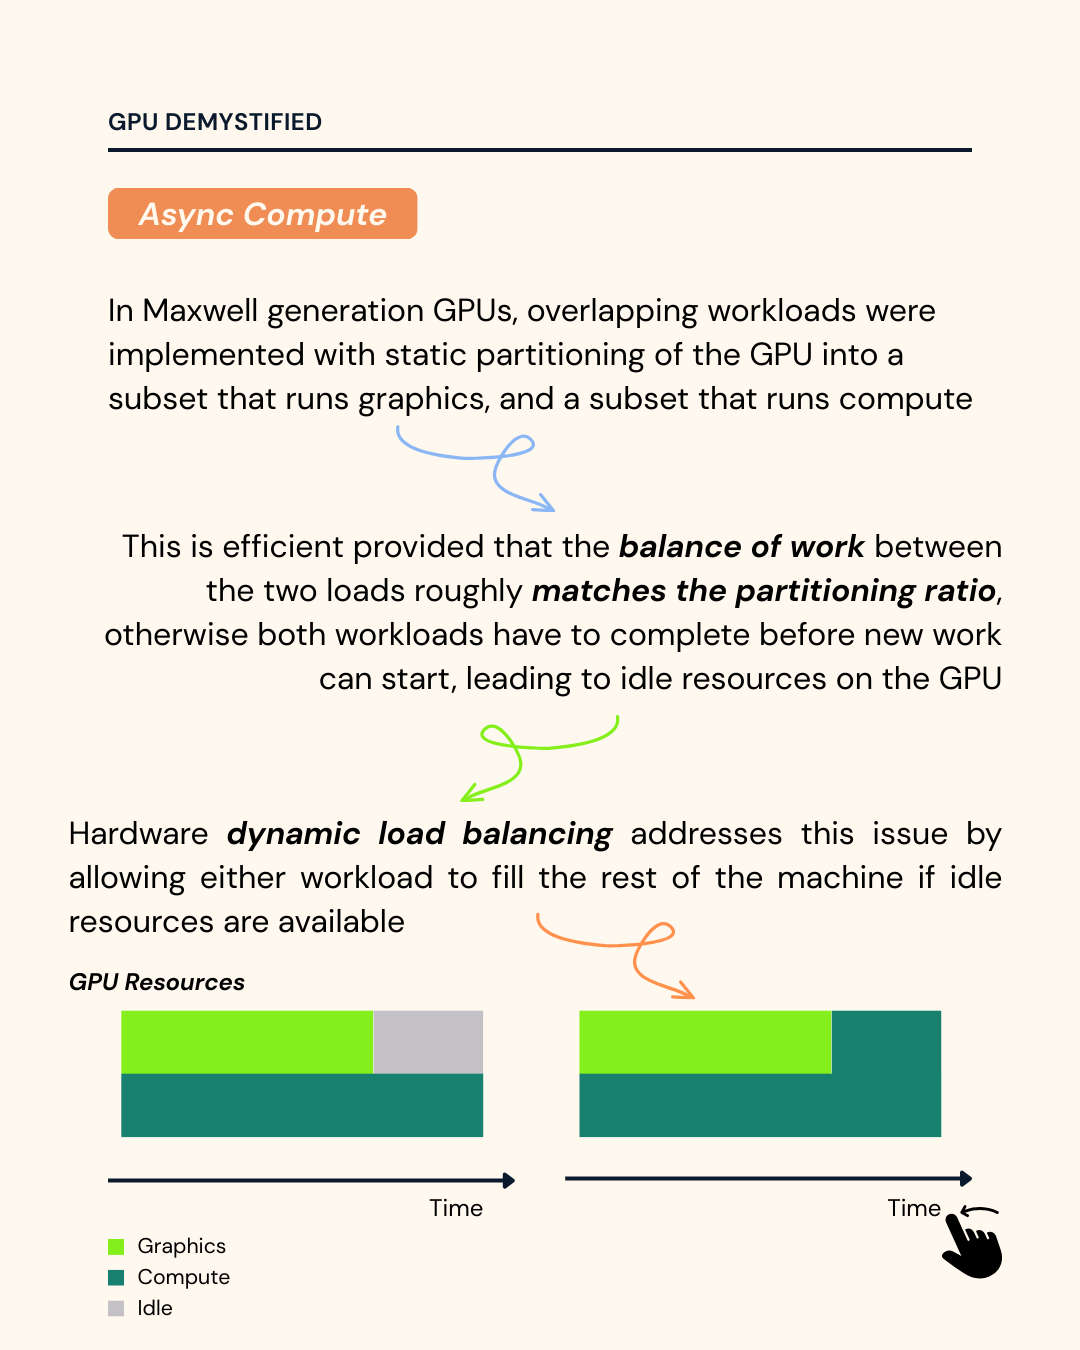 GPU DEMYSTIFIED
Async Compute
In Maxwell generation GPUs, overlapping workloads were
implemented with static partitioning of the GPU into a
subset that runs graphics, and a subset that runs compute
This is efficient provided that the balance of work between
the two loads roughly matches the partitioning ratio,
otherwise both workloads have to complete before new work
can start, leading to idle resources on the GPU
Hardware dynamic load balancing addresses this issue by
allowing either workload to fill the rest of the machine if idle
resources are available
GPU Resources
Time
Time
Graphics
Compute
Idle